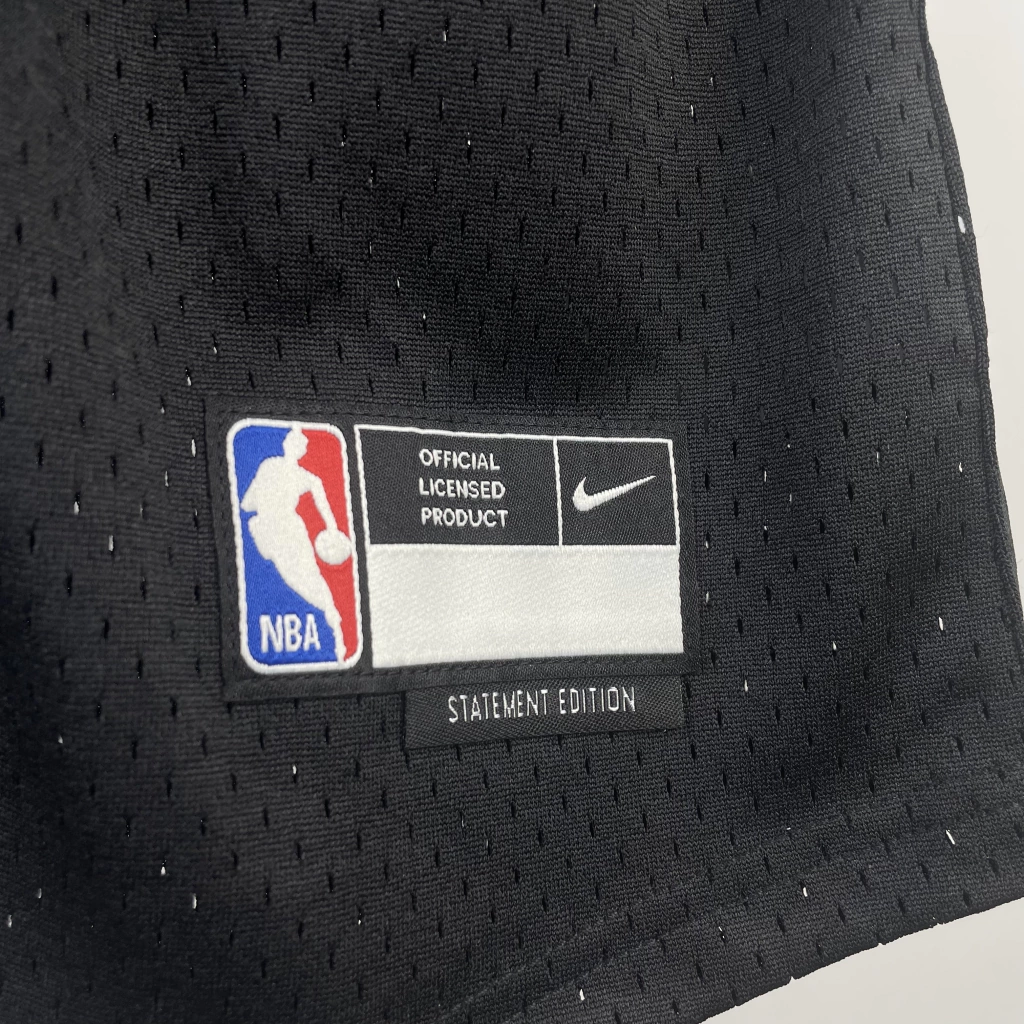 NBA
OFFICIAL
LICENSED
PRODUCT
STATEMENT EDITION